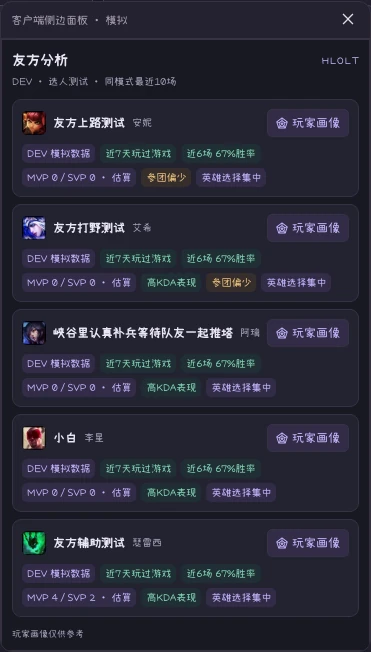 客户端侧边面板 · 模拟
友方分析 HLOLT
DEV · 选人测试 · 同模式最近10场
友方上路测试 安妮 玩家画像
DEV 模拟数据 近7天玩过游戏 近6场 67%胜率
MVP 0 / SVP 0 · 估算 参团偏少 英雄选择集中
友方打野测试 艾希 玩家画像
DEV 模拟数据 近7天玩过游戏 近6场 67%胜率
MVP 0 / SVP 0 · 估算 高KDA表现 参团偏少 英雄选择集中
峡谷里认真补兵等待队友一起推塔 阿璃 玩家画像
DEV 模拟数据 近7天玩过游戏 近6场 67%胜率
MVP 0 / SVP 0 · 估算 高KDA表现 英雄选择集中
小白 李星 玩家画像
DEV 模拟数据 近7天玩过游戏 近6场 67%胜率
MVP 0 / SVP 0 · 估算 高KDA表现 英雄选择集中
友方辅助测试 瑟雷西 玩家画像
DEV 模拟数据 近7天玩过游戏 近6场 67%胜率
MVP 4 / SVP 2 · 估算 高KDA表现 英雄选择集中
玩家画像仅供参考